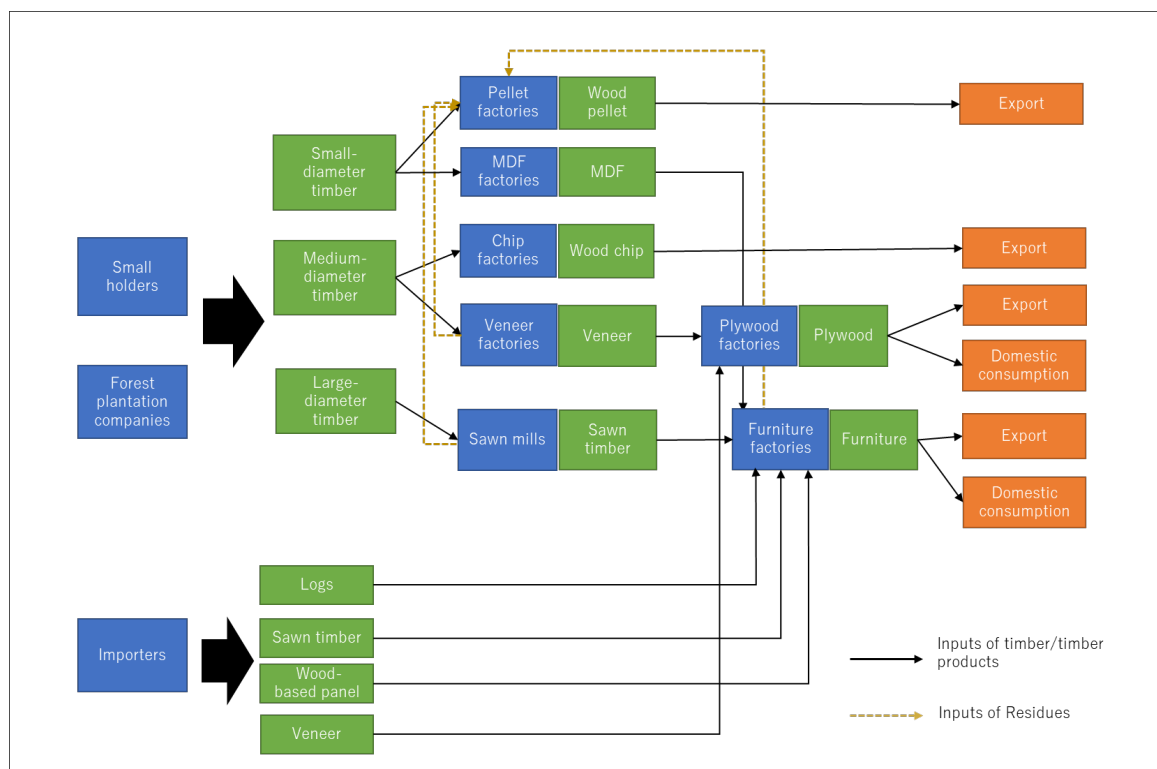 Pellet
factories
Wood
pellet
Export
Small-
diameter
timber
MDF
factories
MDF
Small
holders
Medium-
diameter
timber
Chip
factories
Wood chip
Export
Veneer
factories
Veneer
Plywood
factories
Plywood
Export
Domestic
consumption
Forest
plantation
companies
Large-
diameter
timber
Sawn mills
Sawn
timber
Furniture
factories
Furniture
Export
Domestic
consumption
Importers
Logs
Sawn timber
Wood-
based panel
Veneer
Inputs of timber/timber
products
Inputs of Residues